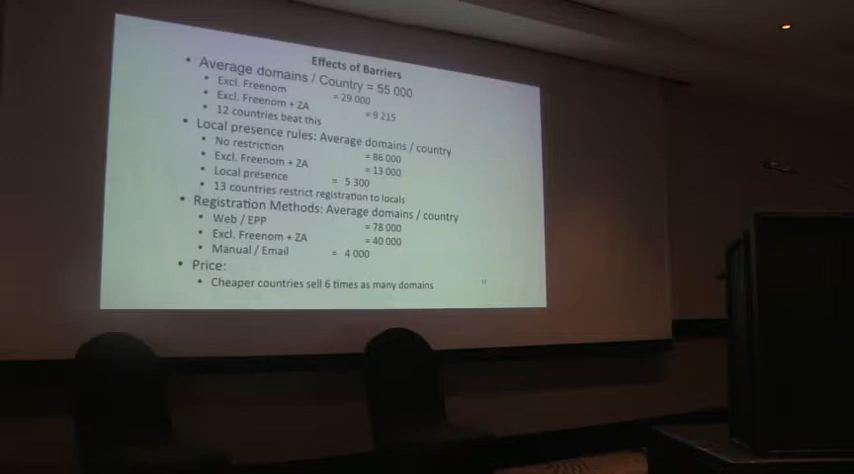 Effects of Barriers
• Average domains / Country = 55 000
• Excl. Freenom = 29 000
• Excl. Freenom + ZA = 9 215
• 12 countries beat this
• Local presence rules: Average domains / country
• No restriction = 86 000
• Excl. Freenom + ZA = 13 000
• Local presence = 5 300
• 13 countries restrict registration to locals
• Registration Methods: Average domains / country
• Web / EPP = 78 000
• Excl. Freenom + ZA = 40 000
• Manual / Email = 4 000
• Price:
• Cheaper countries sell 6 times as many domains